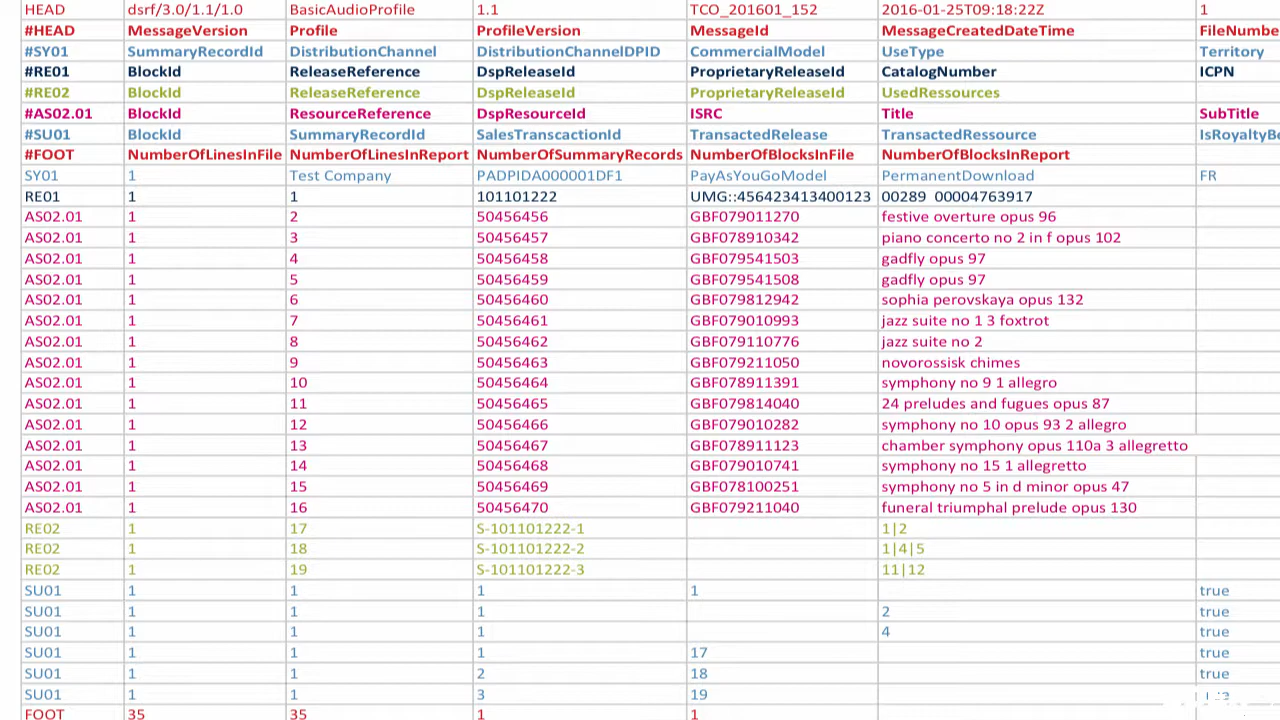 HEAD dsrf/3.0/1.1/1.0 BasicAudioProfile 1.1 TCO_201601_152 2016-01-25T09:18:22Z 1
#HEAD MessageVersion Profile ProfileVersion MessageId MessageCreatedDateTime FileNumbe
#SY01 SummaryRecordId DistributionChannel DistributionChannelDPID CommercialModel UseType Territory
#RE01 BlockId ReleaseReference DspReleaseId ProprietaryReleaseId CatalogNumber ICPN
#RE02 BlockId ReleaseReference DspReleaseId ProprietaryReleaseId UsedRessources
#AS02.01 BlockId ResourceReference DspResourceId ISRC Title SubTitle
#SU01 BlockId SummaryRecordId SalesTranscactionId TransactedRelease TransactedRessource IsRoyaltyBe
#FOOT NumberOfLinesInFile NumberOfLinesInReport NumberOfSummaryRecords NumberOfBlocksInFile NumberOfBlocksInReport
SY01 1 Test Company PADPIDA000001DF1 PayAsYouGoModel PermanentDownload FR
RE01 1 1 101101222 UMG::456423413400123 00289 00004763917
AS02.01 1 2 50456456 GBF079011270 festive overture opus 96
AS02.01 1 3 50456457 GBF078910342 piano concerto no 2 in f opus 102
AS02.01 1 4 50456458 GBF079541503 gadfly opus 97
AS02.01 1 5 50456459 GBF079541508 gadfly opus 97
AS02.01 1 6 50456460 GBF079812942 sophia perovskaya opus 132
AS02.01 1 7 50456461 GBF079010993 jazz suite no 1 3 foxtrot
AS02.01 1 8 50456462 GBF079110776 jazz suite no 2
AS02.01 1 9 50456463 GBF079211050 novorossisk chimes
AS02.01 1 10 50456464 GBF078911391 symphony no 9 1 allegro
AS02.01 1 11 50456465 GBF079814040 24 preludes and fugues opus 87
AS02.01 1 12 50456466 GBF079010282 symphony no 10 opus 93 2 allegro
AS02.01 1 13 50456467 GBF078911123 chamber symphony opus 110a 3 allegretto
AS02.01 1 14 50456468 GBF079010741 symphony no 15 1 allegretto
AS02.01 1 15 50456469 GBF078100251 symphony no 5 in d minor opus 47
AS02.01 1 16 50456470 GBF079211040 funeral triumphal prelude opus 130
RE02 1 17 S-101101222-1 1|2
RE02 1 18 S-101101222-2 1|4|5
RE02 1 19 S-101101222-3 11|12
SU01 1 1 1 1 true
SU01 1 1 1 2 true
SU01 1 1 1 4 true
SU01 1 1 1 17 true
SU01 1 1 2 18 true
SU01 1 1 3 19
FOOT 35 35 1 1